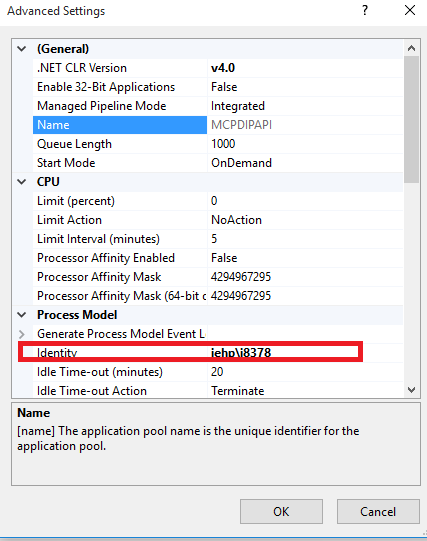 Advanced Settings
(General)
.NET CLR Version v4.0
Enable 32-Bit Applications False
Managed Pipeline Mode Integrated
Name MCPDIPAPI
Queue Length 1000
Start Mode OnDemand
CPU
Limit (percent) 0
Limit Action NoAction
Limit Interval (minutes) 5
Processor Affinity Enabled False
Processor Affinity Mask 4294967295
Processor Affinity Mask (64-bit o 4294967295
Process Model
Generate Process Model Event L
Identity iehp\i8378
Idle Time-out (minutes) 20
Idle Time-out Action Terminate
Name
[name] The application pool name is the unique identifier for the
application pool.
OK Cancel